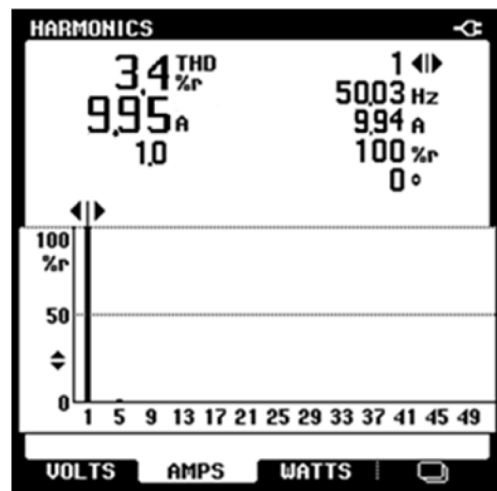 HARMONICS
3.4 THD %r
9.95 A
1.0
1
50.03 Hz
9.94 A
100 %r
0 °
100
%r
50
0
1 5 9 13 17 21 25 29 33 37 41 45 49
VOLTS AMPS WATTS